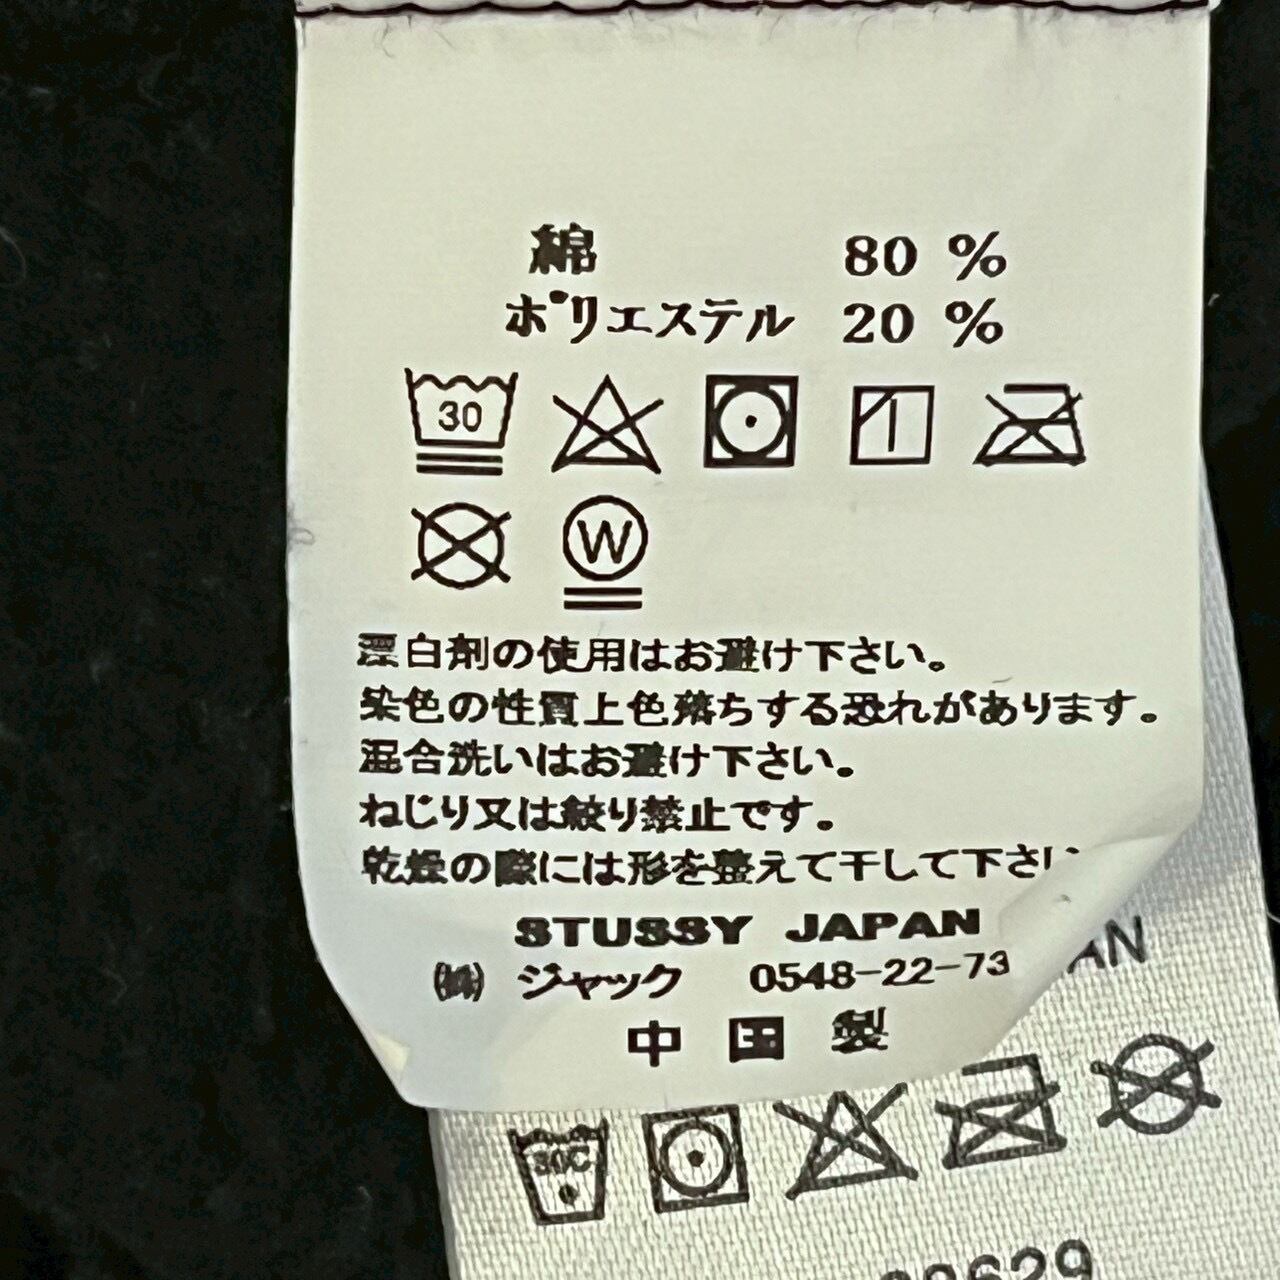 綿 80 %
ポリエステル 20 %
30
W
漂白剤の使用はお避け下さい。
染色の性質上色落ちする恐れがあります。
混合洗いはお避け下さい。
ねじり又は絞り禁止です。
乾燥の際には形を整えて干して下さい
STUSSY JAPAN
㈱ ジャック 0548-22-73
中国製
AN
30C